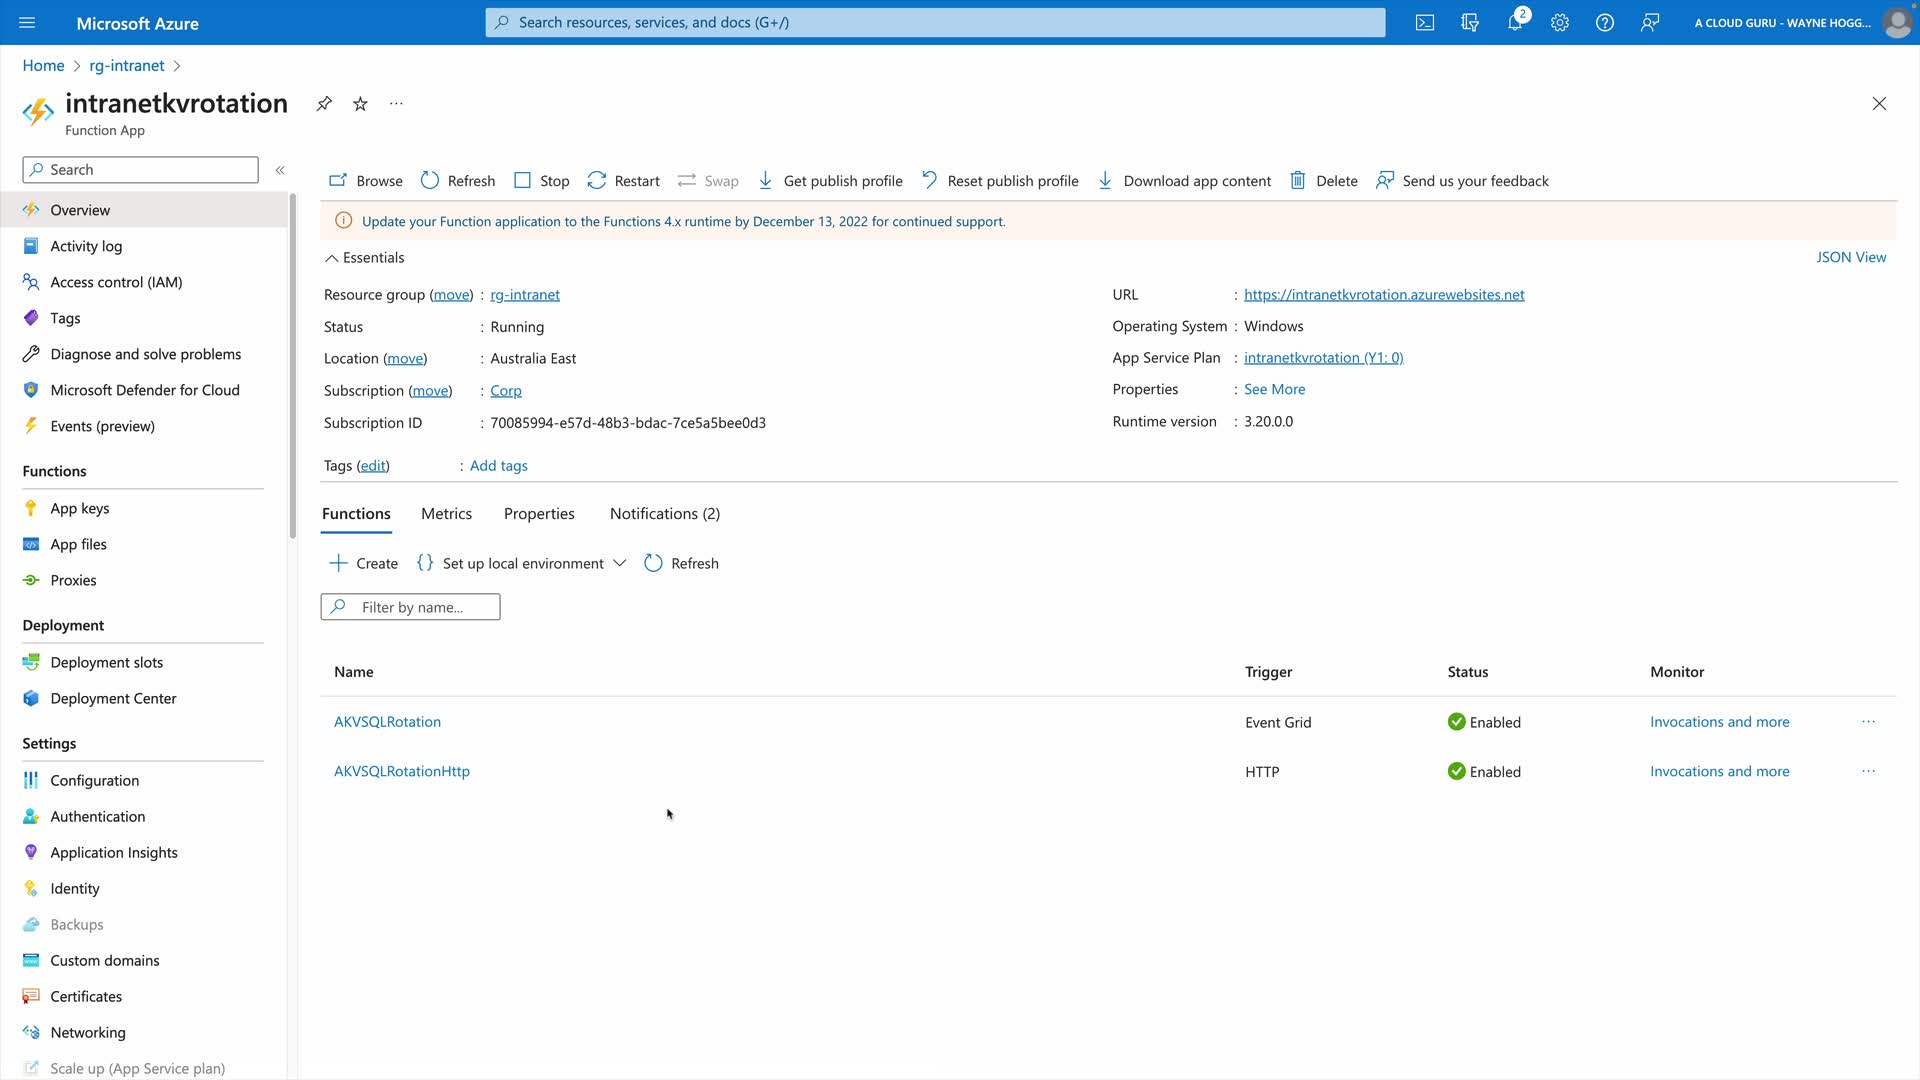 Microsoft Azure
Search resources, services, and docs (G+/)
2
A CLOUD GURU - WAYNE HOGG...
Home > rg-intranet >
intranetkvrotation
Function App
Search
Overview
Activity log
Access control (IAM)
Tags
Diagnose and solve problems
Microsoft Defender for Cloud
Events (preview)
Functions
App keys
App files
Proxies
Deployment
Deployment slots
Deployment Center
Settings
Configuration
Authentication
Application Insights
Identity
Backups
Custom domains
Certificates
Networking
Scale up (App Service plan)
Browse Refresh Stop Restart Swap Get publish profile Reset publish profile Download app content Delete Send us your feedback
Update your Function application to the Functions 4.x runtime by December 13, 2022 for continued support.
Essentials
JSON View
Resource group (move) : rg-intranet
Status : Running
Location (move) : Australia East
Subscription (move) : Corp
Subscription ID : 70085994-e57d-48b3-bdac-7ce5a5bee0d3
URL : https://intranetkvrotation.azurewebsites.net
Operating System : Windows
App Service Plan : intranetkvrotation (Y1: 0)
Properties : See More
Runtime version : 3.20.0.0
Tags (edit) : Add tags
Functions Metrics Properties Notifications (2)
Create Set up local environment Refresh
Filter by name...
Name Trigger Status Monitor
AKVSQLRotation Event Grid Enabled Invocations and more
AKVSQLRotationHttp HTTP Enabled Invocations and more